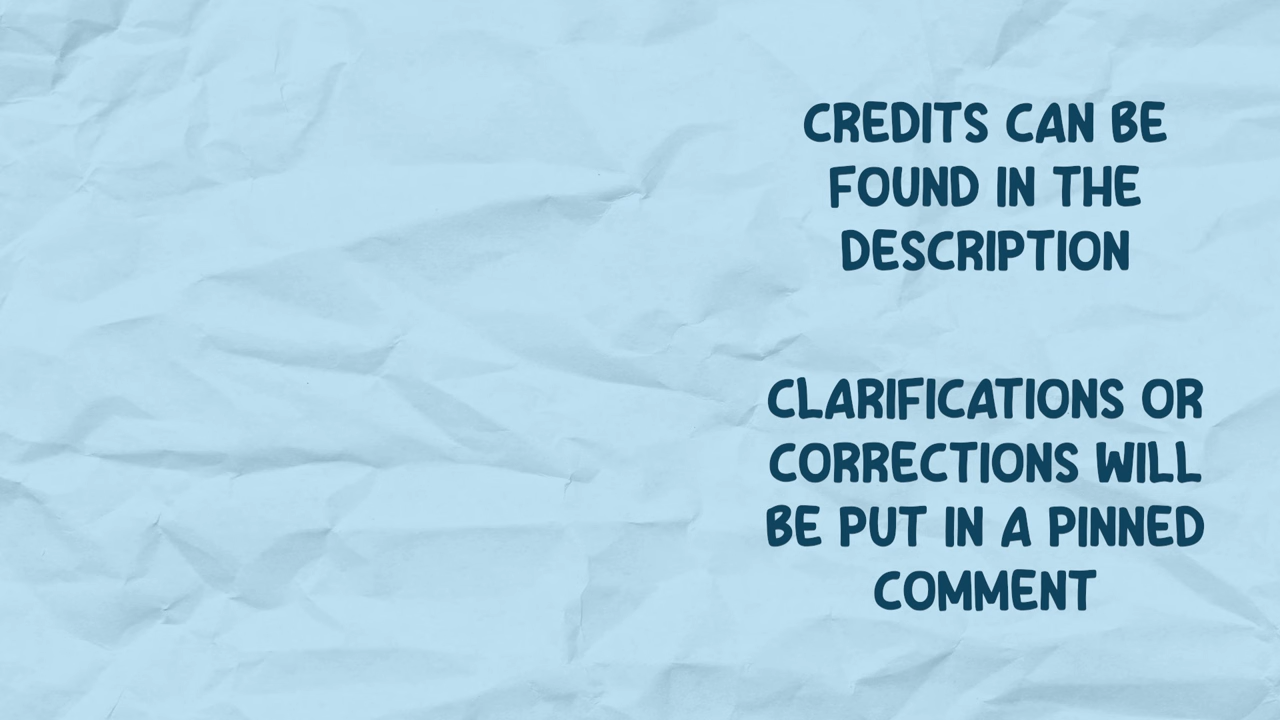 CREDITS CAN BE
FOUND IN THE
DESCRIPTION
CLARIFICATIONS OR
CORRECTIONS WILL
BE PUT IN A PINNED
COMMENT